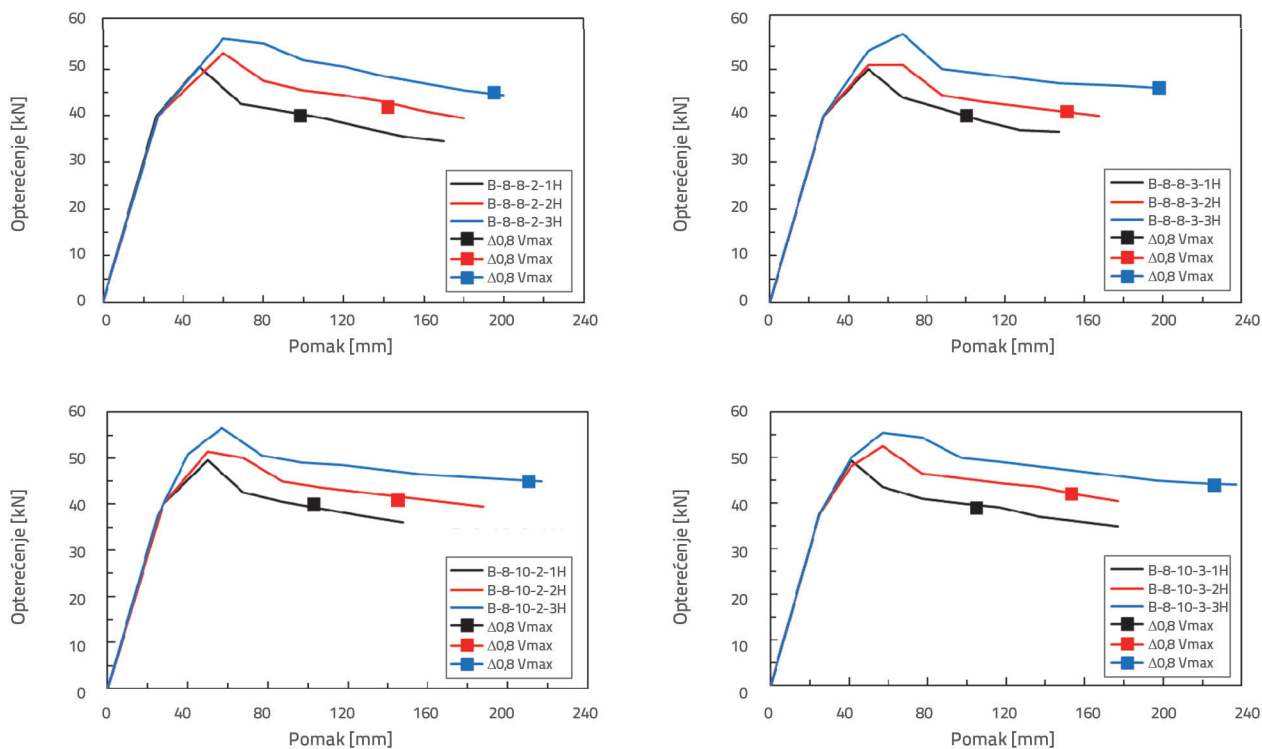 Opterećenje [kN]
60
50
40
30
20
10
0
B-8-8-2-1H
B-8-8-2-2H
B-8-8-2-3H
Δ0,8 Vmax
Δ0,8 Vmax
Δ0,8 Vmax
0 40 80 120 160 200 240
Pomak [mm]
Opterećenje [kN]
60
50
40
30
20
10
0
B-8-8-3-1H
B-8-8-3-2H
B-8-8-3-3H
Δ0,8 Vmax
Δ0,8 Vmax
Δ0,8 Vmax
0 40 80 120 160 200 240
Pomak [mm]
Opterećenje [kN]
60
50
40
30
20
10
0
B-8-10-2-1H
B-8-10-2-2H
B-8-10-2-3H
Δ0,8 Vmax
Δ0,8 Vmax
Δ0,8 Vmax
0 40 80 120 160 200 240
Pomak [mm]
Opterećenje [kN]
60
50
40
30
20
10
0
B-8-10-3-1H
B-8-10-3-2H
B-8-10-3-3H
Δ0,8 Vmax
Δ0,8 Vmax
Δ0,8 Vmax
0 40 80 120 160 200 240
Pomak [mm]